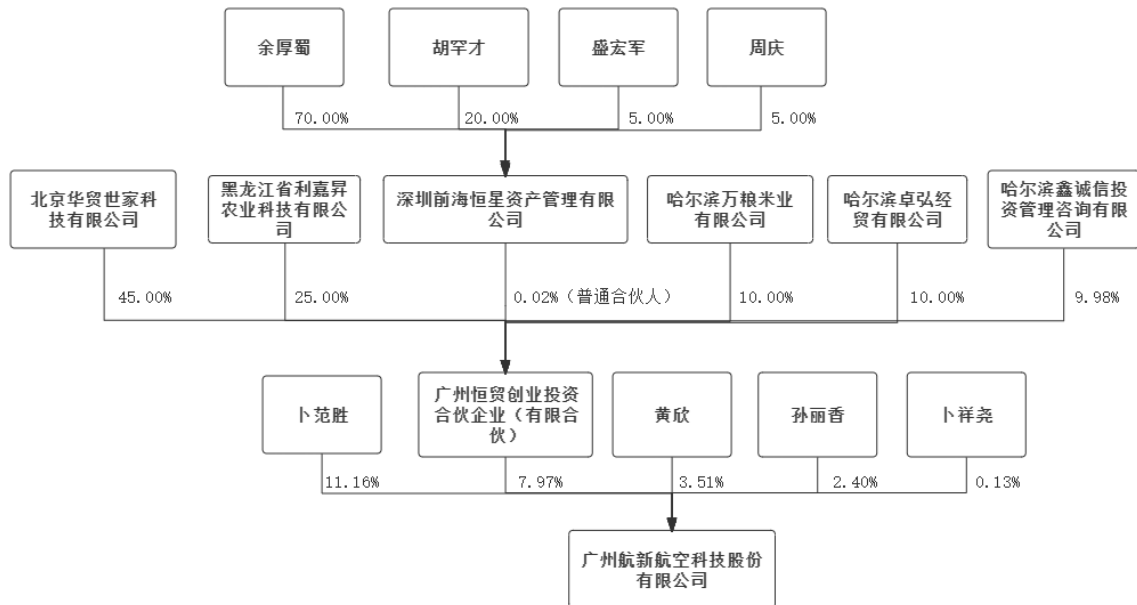 余厚蜀
胡罕才
盛宏军
周庆
70.00%
20.00%
5.00%
5.00%
北京华贸世家科
技有限公司
黑龙江省利嘉昇
农业科技有限公
司
深圳前海恒星资产管理有限
公司
哈尔滨万粮米业
有限公司
哈尔滨卓弘经
贸有限公司
哈尔滨鑫诚信投
资管理咨询有限
公司
45.00%
25.00%
0.02%（普通合伙人）
10.00%
10.00%
9.98%
卜范胜
广州恒贸创业投资
合伙企业（有限合
伙）
黄欣
孙丽香
卜祥尧
11.16%
7.97%
3.51%
2.40%
0.13%
广州航新航空科技股份
有限公司